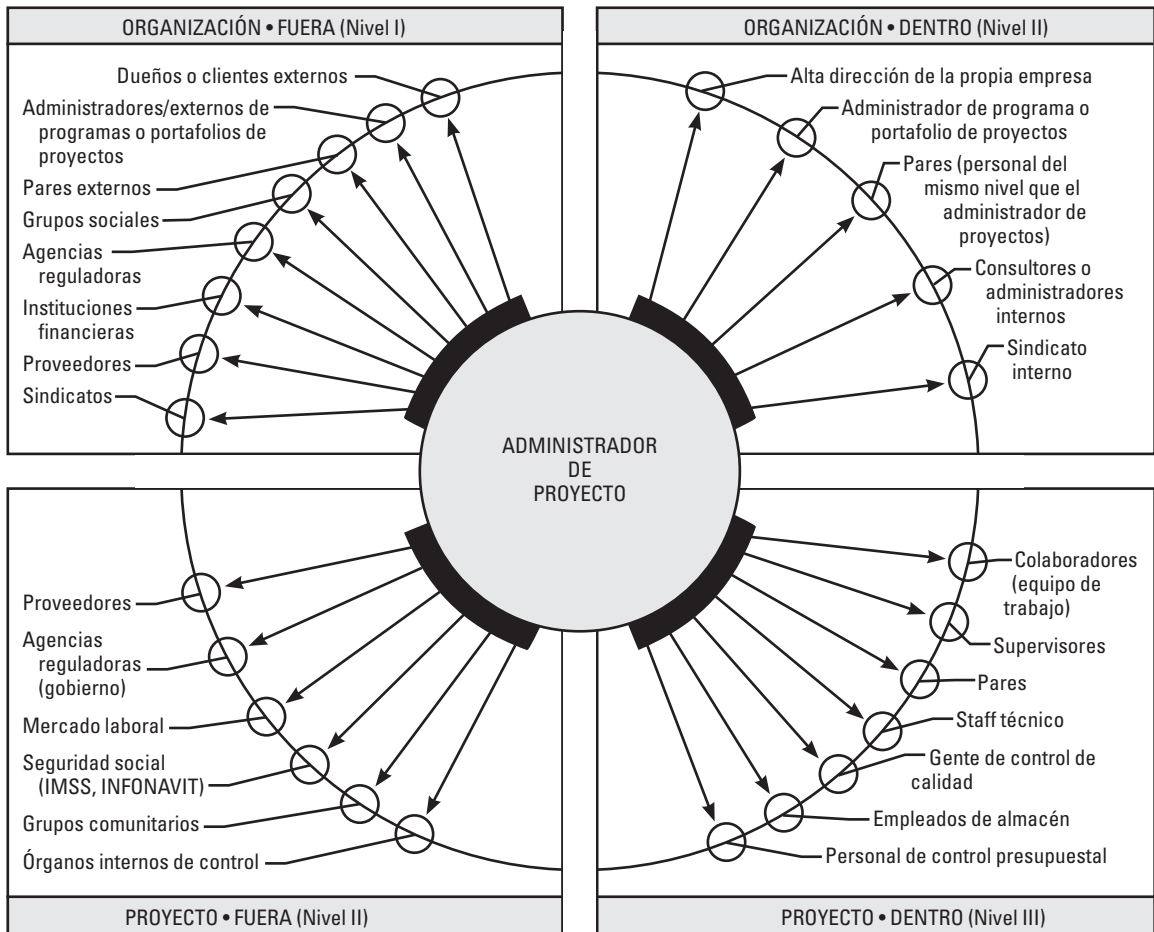 ORGANIZACIÓN • FUERA (Nivel I)
Dueños o clientes externos
Administradores/externos de
programas o portafolios de
proyectos
Pares externos
Grupos sociales
Agencias
reguladoras
Instituciones
financieras
Proveedores
Sindicatos
ORGANIZACIÓN • DENTRO (Nivel II)
Alta dirección de la propia empresa
Administrador de programa o
portafolio de proyectos
Pares (personal del
mismo nivel que el
administrador de
proyectos)
Consultores o
administradores
internos
Sindicato
interno
ADMINISTRADOR
DE
PROYECTO
Proveedores
Agencias
reguladoras
(gobierno)
Mercado laboral
Seguridad social
(IMSS, INFONAVIT)
Grupos comunitarios
Órganos internos de control
PROYECTO • FUERA (Nivel II)
Colaboradores
(equipo de
trabajo)
Supervisores
Pares
Staff técnico
Gente de control de
calidad
Empleados de almacén
Personal de control presupuestal
PROYECTO • DENTRO (Nivel III)